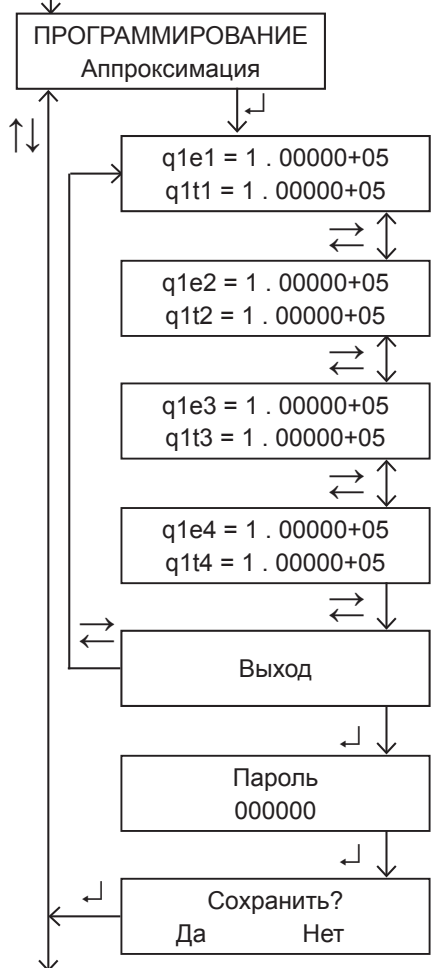 ПРОГРАММИРОВАНИЕ
Аппроксимация
q1e1 = 1 . 00000+05
q1t1 = 1 . 00000+05
q1e2 = 1 . 00000+05
q1t2 = 1 . 00000+05
q1e3 = 1 . 00000+05
q1t3 = 1 . 00000+05
q1e4 = 1 . 00000+05
q1t4 = 1 . 00000+05
Выход
Пароль
000000
Сохранить?
Да Нет